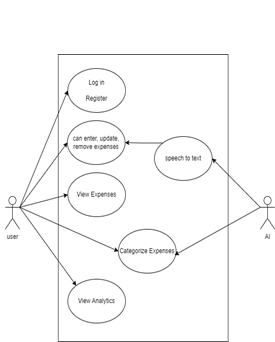 Log in
Register
can enter, update,
remove expenses
speech to text
View Expenses
user
AI
Categorize Expenses
View Analytics